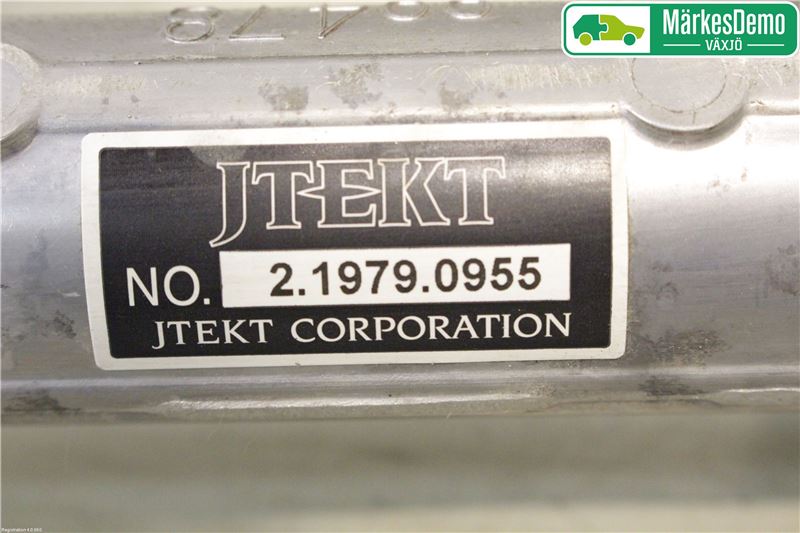 MärkesDemo
VÄXJÖ
JTEKT
NO. 2.1979.0955
JTEKT CORPORATION